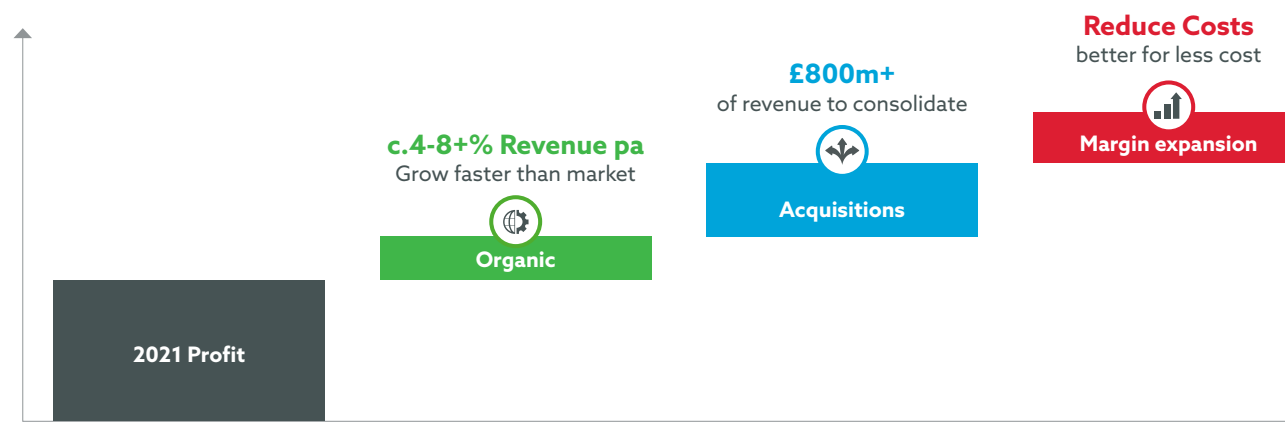 Reduce Costs
better for less cost
£800m+
of revenue to consolidate
Margin expansion
c.4-8+% Revenue pa
Grow faster than market
Acquisitions
Organic
2021 Profit